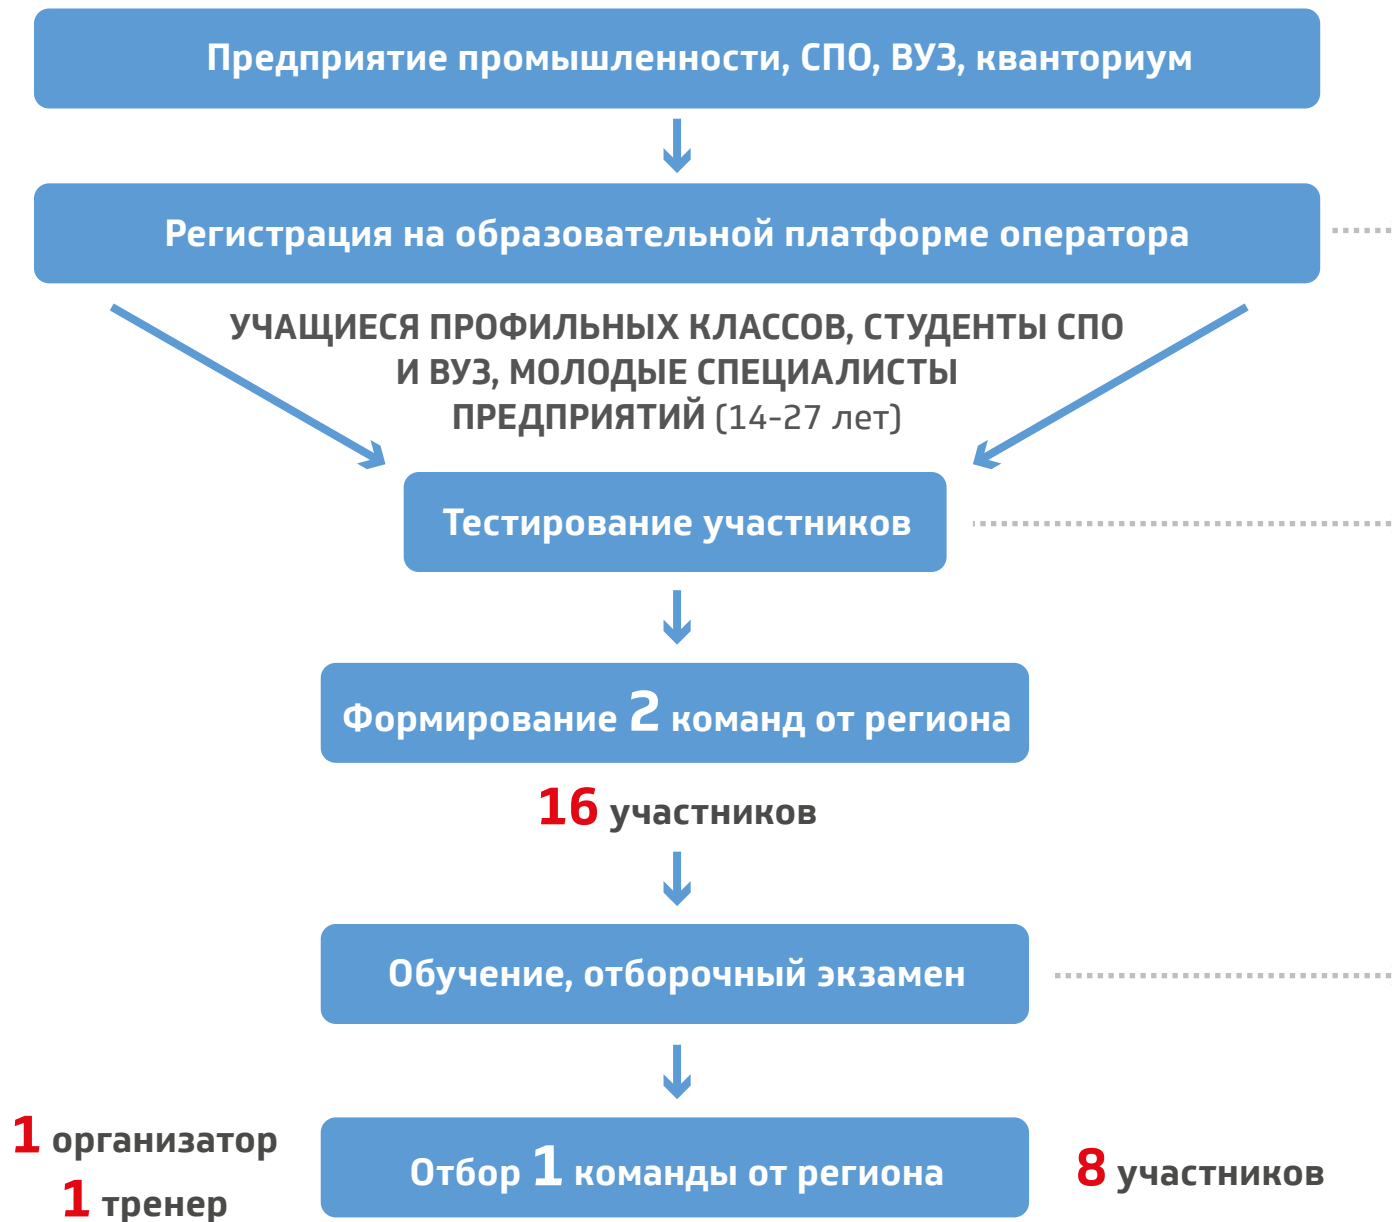 Предприятие промышленности, СПО, ВУЗ, кванториум
Регистрация на образовательной платформе оператора
УЧАЩИЕСЯ ПРОФИЛЬНЫХ КЛАССОВ, СТУДЕНТЫ СПО
И ВУЗ, МОЛОДЫЕ СПЕЦИАЛИСТЫ
ПРЕДПРИЯТИЙ (14-27 лет)
Тестирование участников
Формирование 2 команд от региона
16 участников
Обучение, отборочный экзамен
1 организатор
1 тренер
Отбор 1 команды от региона
8 участников